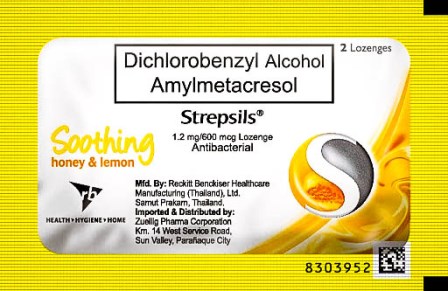 2 Lozenges
Dichlorobenzyl Alcohol
Amylmetacresol
Strepsils®
1.2 mg/600 mcg Lozenge
Antibacterial
Soothing
honey & lemon
rb
HEALTH • HYGIENE • HOME
Mfd. By: Reckitt Benckiser Healthcare
Manufacturing (Thailand), Ltd.
Samut Prakarn, Thailand.
Imported & Distributed by:
Zuellig Pharma Corporation
Km. 14 West Service Road,
Sun Valley, Parañaque City
8303952